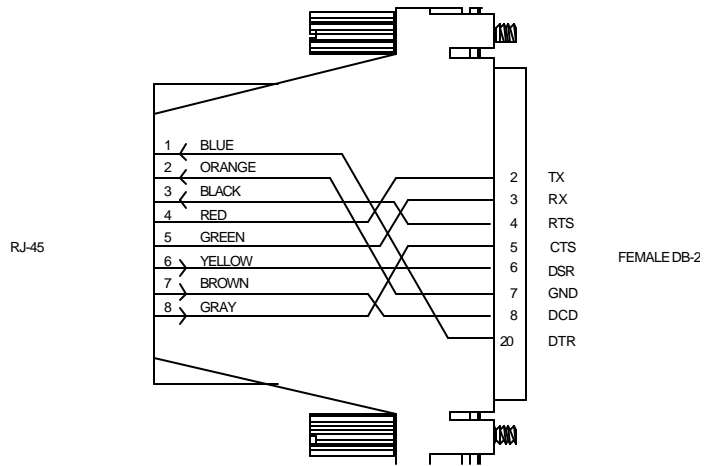 1 BLUE
2 ORANGE
3 BLACK
4 RED
5 GREEN
6 YELLOW
7 BROWN
8 GRAY
RJ-45
2 TX
3 RX
4 RTS
5 CTS
6 DSR
7 GND
8 DCD
20 DTR
FEMALE DB-2